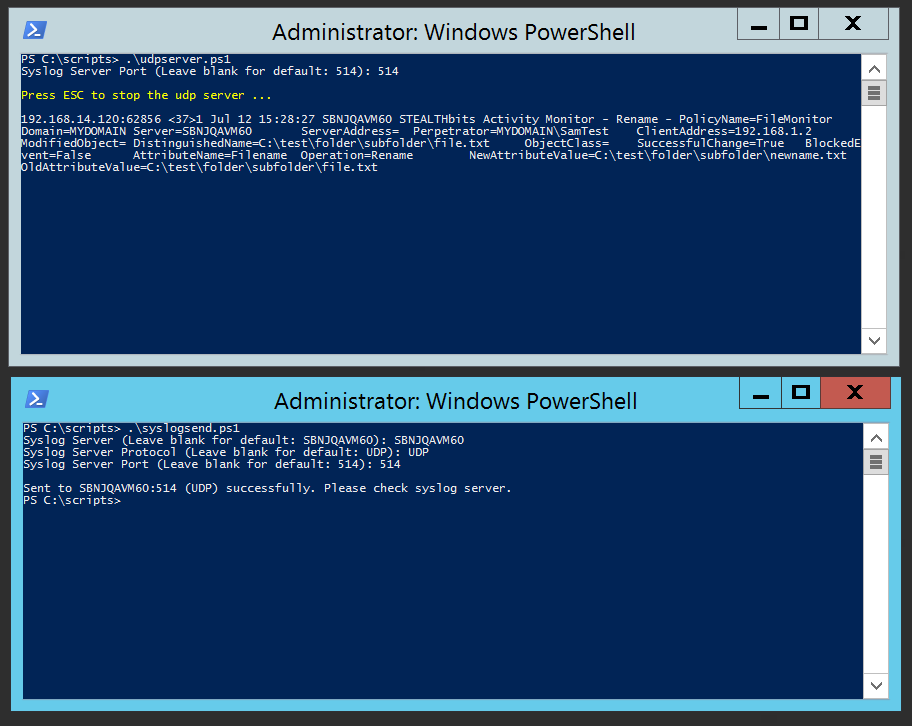 Administrator: Windows PowerShell
PS C:\scripts> .\udpserver.ps1
Syslog Server Port (Leave blank for default: 514): 514
Press ESC to stop the udp server ...
192.168.14.120:62856 <37>1 Jul 12 15:28:27 SBNJQAVM60 STEALTHbits Activity Monitor - Rename - PolicyName=FileMonitor
Domain=MYDOMAIN Server=SBNJQAVM60 ServerAddress= Perpetrator=MYDOMAIN\SamTest ClientAddress=192.168.1.2
ModifiedObject= DistinguishedName=C:\test\folder\subfolder\file.txt ObjectClass= SuccessfulChange=True BlockedE
vent=False AttributeName=Filename Operation=Rename NewAttributeValue=C:\test\folder\subfolder\newname.txt
OldAttributeValue=C:\test\folder\subfolder\file.txt
Administrator: Windows PowerShell
PS C:\scripts> .\syslogsend.ps1
Syslog Server (Leave blank for default: SBNJQAVM60): SBNJQAVM60
Syslog Server Protocol (Leave blank for default: UDP): UDP
Syslog Server Port (Leave blank for default: 514): 514
Sent to SBNJQAVM60:514 (UDP) successfully. Please check syslog server.
PS C:\scripts>